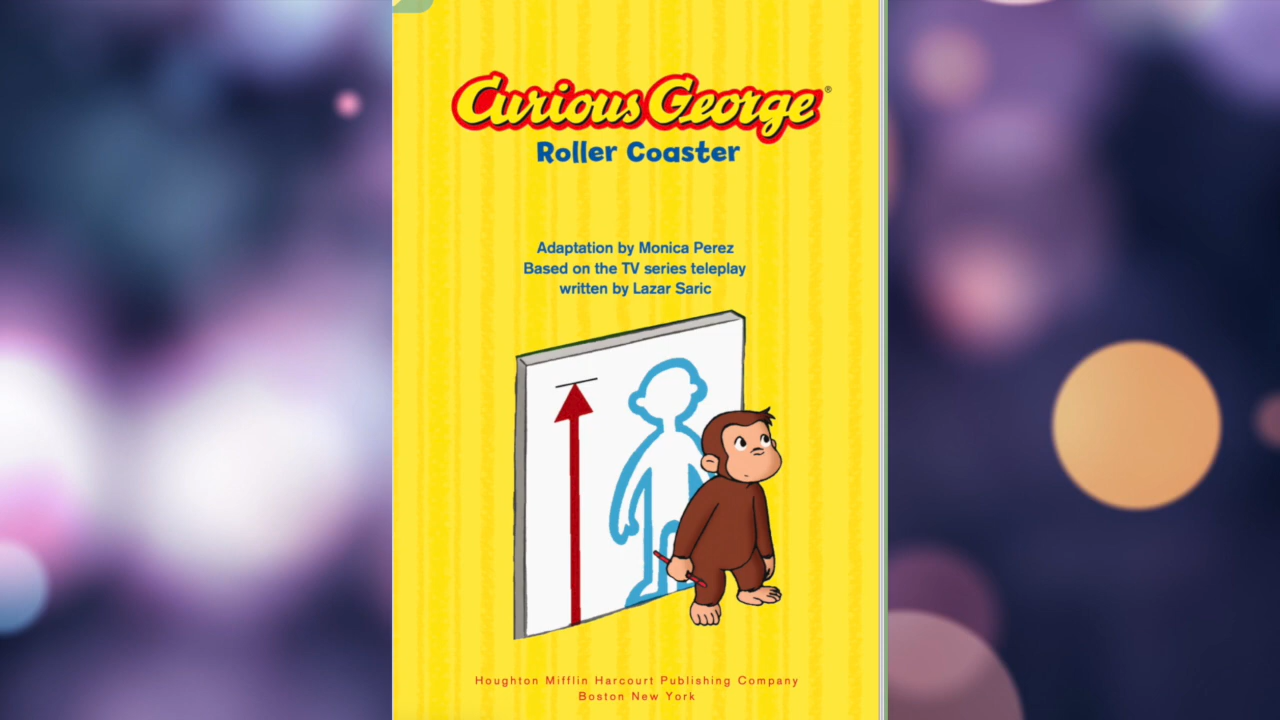 Curious George®
Roller Coaster
Adaptation by Monica Perez
Based on the TV series teleplay
written by Lazar Saric
Houghton Mifflin Harcourt Publishing Company
Boston New York